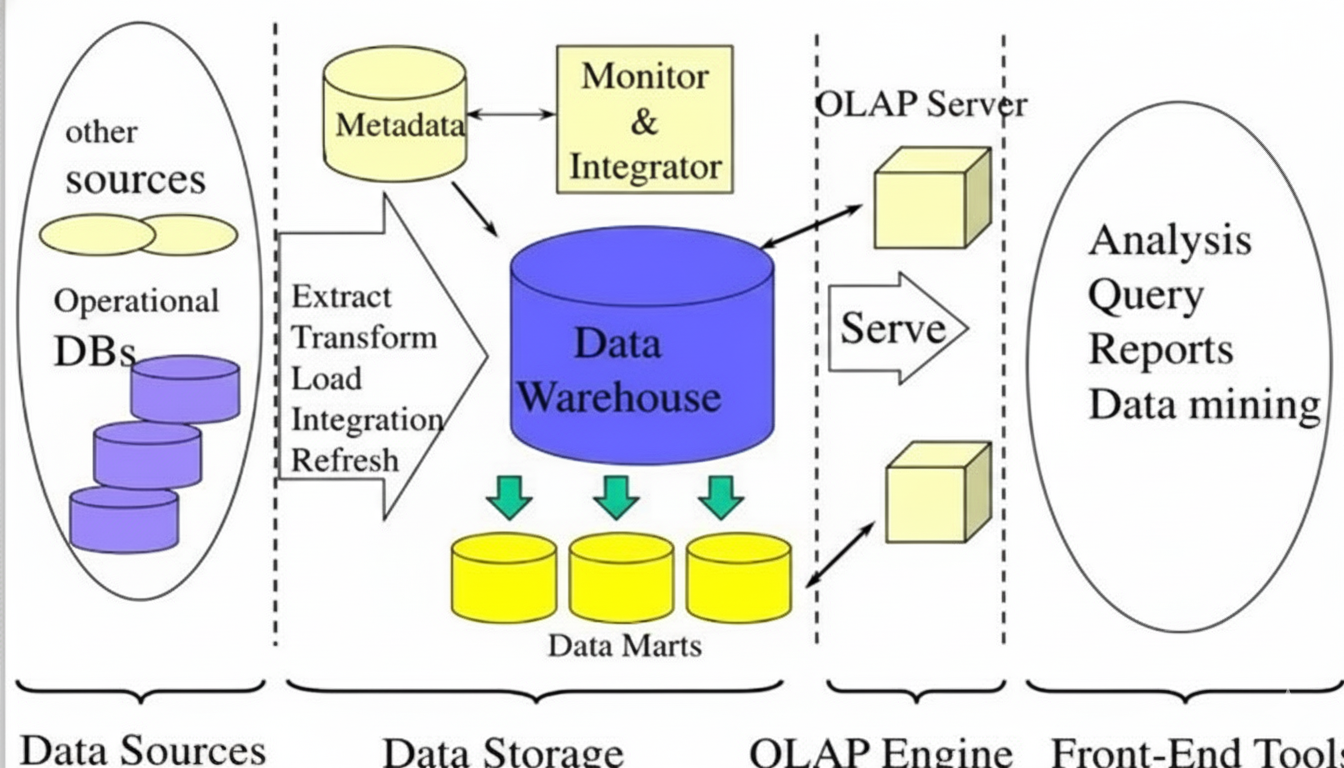 other
sources
Operational
DBs
Metadata
Monitor
&
Integrator
Extract
Transform
Load
Integration
Refresh
Data
Warehouse
Data Marts
OLAP Server
Serve
Analysis
Query
Reports
Data mining
Data Sources
Data Storage
OLAP Engine
Front-End Tools